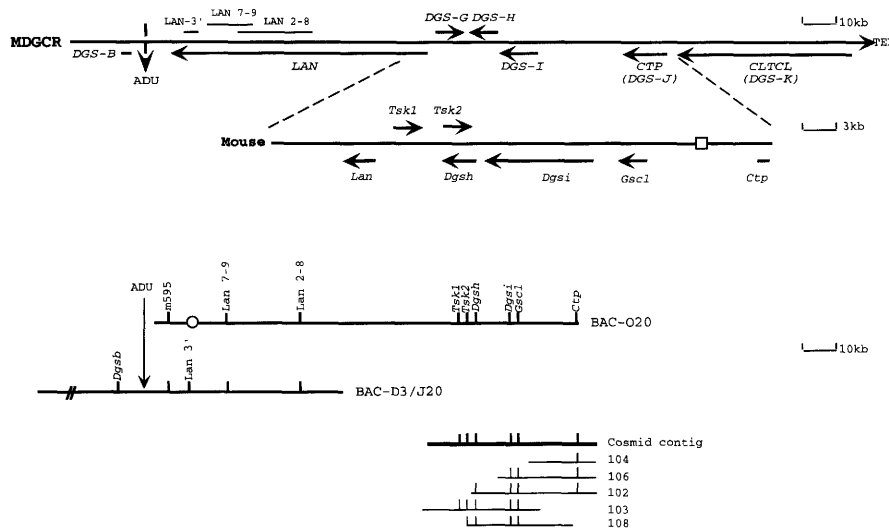 LAN-3' LAN 7-9 LAN 2-8 DGS-G DGS-H 10kb
MDGCR
DGS-B ADU LAN DGS-I CTP (DGS-J) CLTCL (DGS-K)
Tsk1 Tsk2 3kb
Mouse
Lan Dgsh Dgsi Gscl Ctp
ADU m595 Lan 7-9 Lan 2-8 Tsk1 Tsk2 Dgsh Dgsi Gscl Ctp
BAC-O20
10kb
Dgsb Lan 3'
BAC-D3/J20
Cosmid contig
104
106
102
103
108